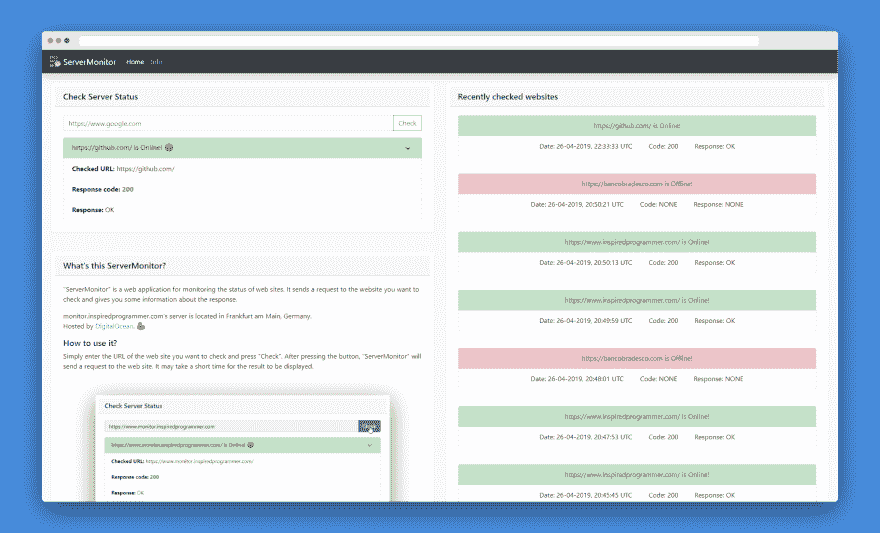 ServerMonitor Home Info
Check Server Status
https://www.google.com Check
https://github.com/ is Online!
Checked URL: https://github.com/
Response code: 200
Response: OK
What's this ServerMonitor?
"ServerMonitor" is a web application for monitoring the status of web sites. It sends a request to the website you want to
check and gives you some information about the response.
monitor.inspiredprogrammer.com's server is located in Frankfurt am Main, Germany.
Hosted by DigitalOcean.
How to use it?
Simply enter the URL of the web site you want to check and press "Check". After pressing the button, "ServerMonitor" will
send a request to the web site. It may take a short time for the result to be displayed.
Check Server Status
https://www.monitor.inspiredprogrammer.com
https://www.monitor.inspiredprogrammer.com/ is Online!
Checked URL: https://www.monitor.inspiredprogrammer.com/
Response code: 200
Response: OK
Recently checked websites
https://github.com/ is Online!
Date: 26-04-2019, 22:33:33 UTC Code: 200 Response: OK
https://bancobradesco.com is Offline!
Date: 26-04-2019, 20:50:21 UTC Code: NONE Response: NONE
https://www.inspiredprogrammer.com/ is Online!
Date: 26-04-2019, 20:50:13 UTC Code: 200 Response: OK
https://www.inspiredprogrammer.com/ is Online!
Date: 26-04-2019, 20:49:59 UTC Code: 200 Response: OK
https://bancobradesco.com is Offline!
Date: 26-04-2019, 20:48:01 UTC Code: NONE Response: NONE
https://www.inspiredprogrammer.com/ is Online!
Date: 26-04-2019, 20:47:53 UTC Code: 200 Response: OK
https://www.inspiredprogrammer.com/ is Online!
Date: 26-04-2019, 20:45:45 UTC Code: 200 Response: OK